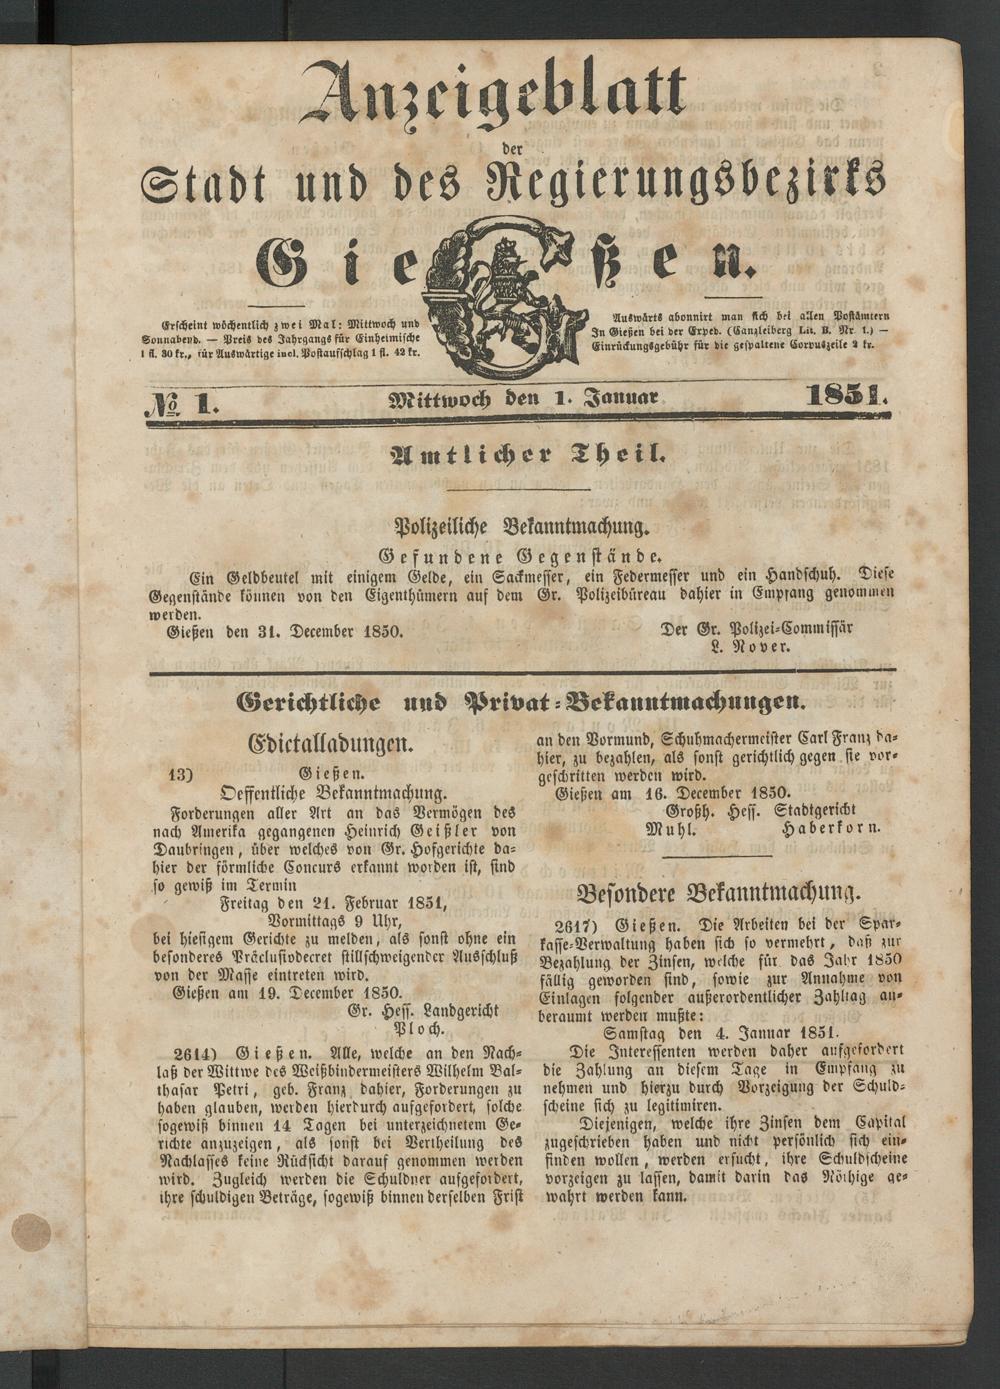 Anzeigeblatt
der
Stadt und des Regierungsbezirks
Gießen.
Erscheint wöchentlich zwei Mal: Mittwoch und
Sonnabend. — Preis des Jahrgangs für Einheimische
1 fl. 30 kr., für Auswärtige incl. Postaufschlag 1 fl. 42 kr.
Auswärts abonnirt man sich bei allen Postämtern
In Gießen bei der Exped. (Canzleiberg Lit. B. Nr. 1.) —
Einrückungsgebühr für die gespaltene Corpuszeile 2 kr.
№ 1. Mittwoch den 1. Januar 1851.
Amtlicher Theil.
Polizeiliche Bekanntmachung.
Gefundene Gegenstände.
Ein Geldbeutel mit einigem Gelde, ein Sackmesser, ein Federmesser und ein Handschuh. Diese
Gegenstände können von den Eigenthümern auf dem Gr. Polizeibüreau dahier in Empfang genommen
werden.
Gießen den 31. December 1850. Der Gr. Polizei-Commissär
L. Nover.
Gerichtliche und Privat-Bekanntmachungen.
Edictalladungen.
13) Gießen.
Oeffentliche Bekanntmachung.
Forderungen aller Art an das Vermögen des
nach Amerika gegangenen Heinrich Geißler von
Daubringen, über welches von Gr. Hofgerichte da-
hier der förmliche Concurs erkannt worden ist, sind
so gewiß im Termin
Freitag den 21. Februar 1851,
Vormittags 9 Uhr,
bei hiesigem Gerichte zu melden, als sonst ohne ein
besonderes Präclusivdecret stillschweigender Ausschluß
von der Masse eintreten wird.
Gießen am 19. December 1850.
Gr. Hess. Landgericht
Ploch.
2614) Gießen. Alle, welche an den Nach-
laß der Wittwe des Weißbindermeisters Wilhelm Bal-
thasar Petri, geb. Franz dahier, Forderungen zu
haben glauben, werden hierdurch aufgefordert, solche
sogewiß binnen 14 Tagen bei unterzeichnetem Ge-
richte anzuzeigen, als sonst bei Vertheilung des
Nachlasses keine Rücksicht darauf genommen werden
wird. Zugleich werden die Schuldner aufgefordert,
ihre schuldigen Beträge, sogewiß binnen derselben Frist
an den Vormund, Schuhmachermeister Carl Franz da-
hier, zu bezahlen, als sonst gerichtlich gegen sie vor-
geschritten werden wird.
Gießen am 16. December 1850.
Großh. Hess. Stadtgericht
Muhl. Haberkorn.
Besondere Bekanntmachung.
2617) Gießen. Die Arbeiten bei der Spar-
kasse-Verwaltung haben sich so vermehrt, daß zur
Bezahlung der Zinsen, welche für das Jahr 1850
fällig geworden sind, sowie zur Annahme von
Einlagen folgender außerordentlicher Zahltag an-
beraumt werden mußte:
Samstag den 4. Januar 1851.
Die Interessenten werden daher aufgefordert
die Zahlung an diesem Tage in Empfang zu
nehmen und hierzu durch Vorzeigung der Schuld-
scheine sich zu legitimiren.
Diejenigen, welche ihre Zinsen dem Capital
zugeschrieben haben und nicht persönlich sich ein-
finden wollen, werden ersucht, ihre Schuldscheine
vorzeigen zu lassen, damit darin das Nöthige ge-
wahrt werden kann.